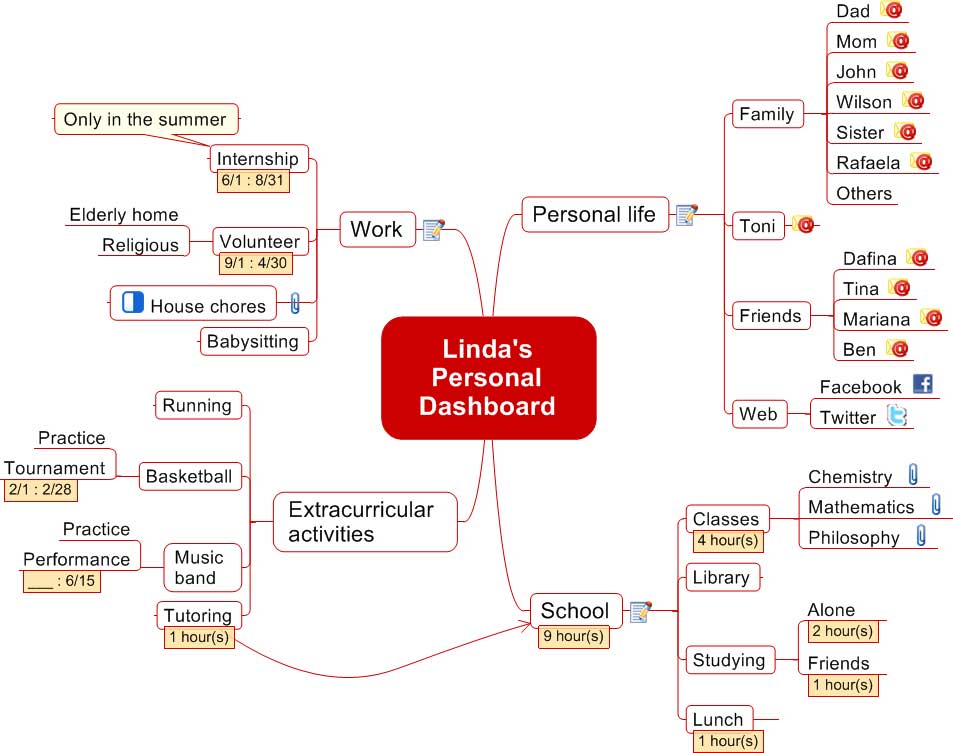 Linda's
Personal
Dashboard
Personal life
Family
Dad
Mom
John
Wilson
Sister
Rafaela
Others
Toni
Friends
Dafina
Tina
Mariana
Ben
Web
Facebook
Twitter
School
9 hour(s)
Classes
4 hour(s)
Chemistry
Mathematics
Philosophy
Library
Studying
Alone
2 hour(s)
Friends
1 hour(s)
Lunch
1 hour(s)
Work
Only in the summer
Internship
6/1 : 8/31
Volunteer
9/1 : 4/30
Elderly home
Religious
House chores
Babysitting
Extracurricular
activities
Running
Basketball
Practice
Tournament
2/1 : 2/28
Music
band
Practice
Performance
___ : 6/15
Tutoring
1 hour(s)